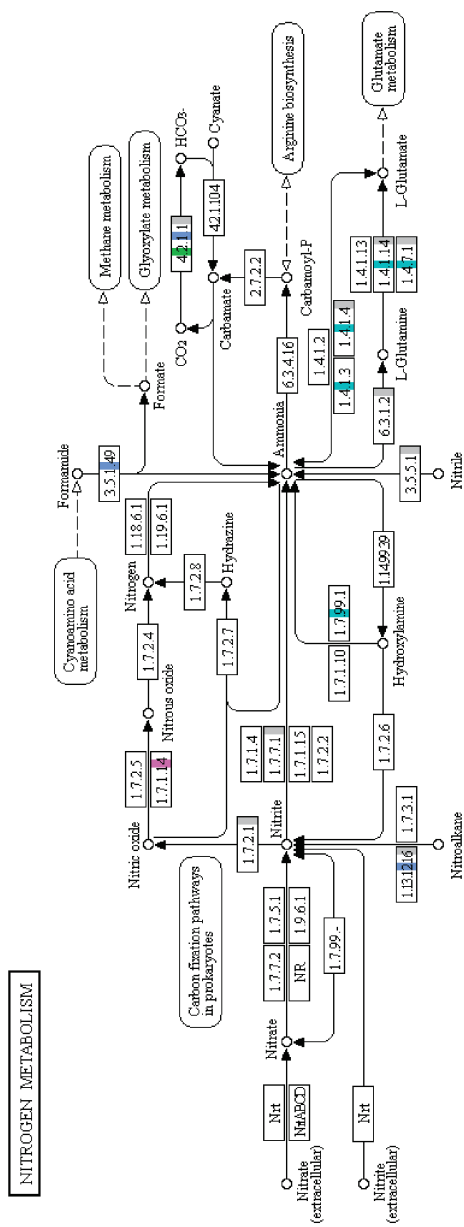 NITROGEN METABOLISM
Cyanoamino acid
metabolism
Formamide
3.5.1.49
Methane metabolism
Glyoxylate metabolism
Formate
CO2
4.2.1.1
HCO3-
Carbamate
4.2.1.104
Cyanate
Carbon fixation pathways
in prokaryotes
Nitric oxide
1.7.2.5
1.7.1.14
Nitrous oxide
1.7.2.4
Nitrogen
1.18.6.1
1.19.6.1
1.7.2.8
1.7.2.7
Hydrazine
2.7.2.2
1.7.2.1
Nitrate
(extracellular)
Nrt
NrtABCD
Nitrate
1.7.7.2
1.7.5.1
NR
1.9.6.1
Nitrite
1.7.1.4
1.7.7.1
1.7.1.15
1.7.2.2
Ammonia
6.3.4.16
Carbamoyl-P
Arginine biosynthesis
1.7.99.-
1.7.1.10
1.7.99.1
1.4.1.2
1.4.1.3
1.4.1.4
Nitrite
(extracellular)
Nrt
1.7.2.6
Hydroxylamine
1.14.99.39
6.3.1.2
L-Glutamine
1.4.1.13
1.4.1.14
1.4.7.1
L-Glutamate
Glutamate
metabolism
1.13.12.16
1.7.3.1
Nitroalkane
3.5.5.1
Nitrile